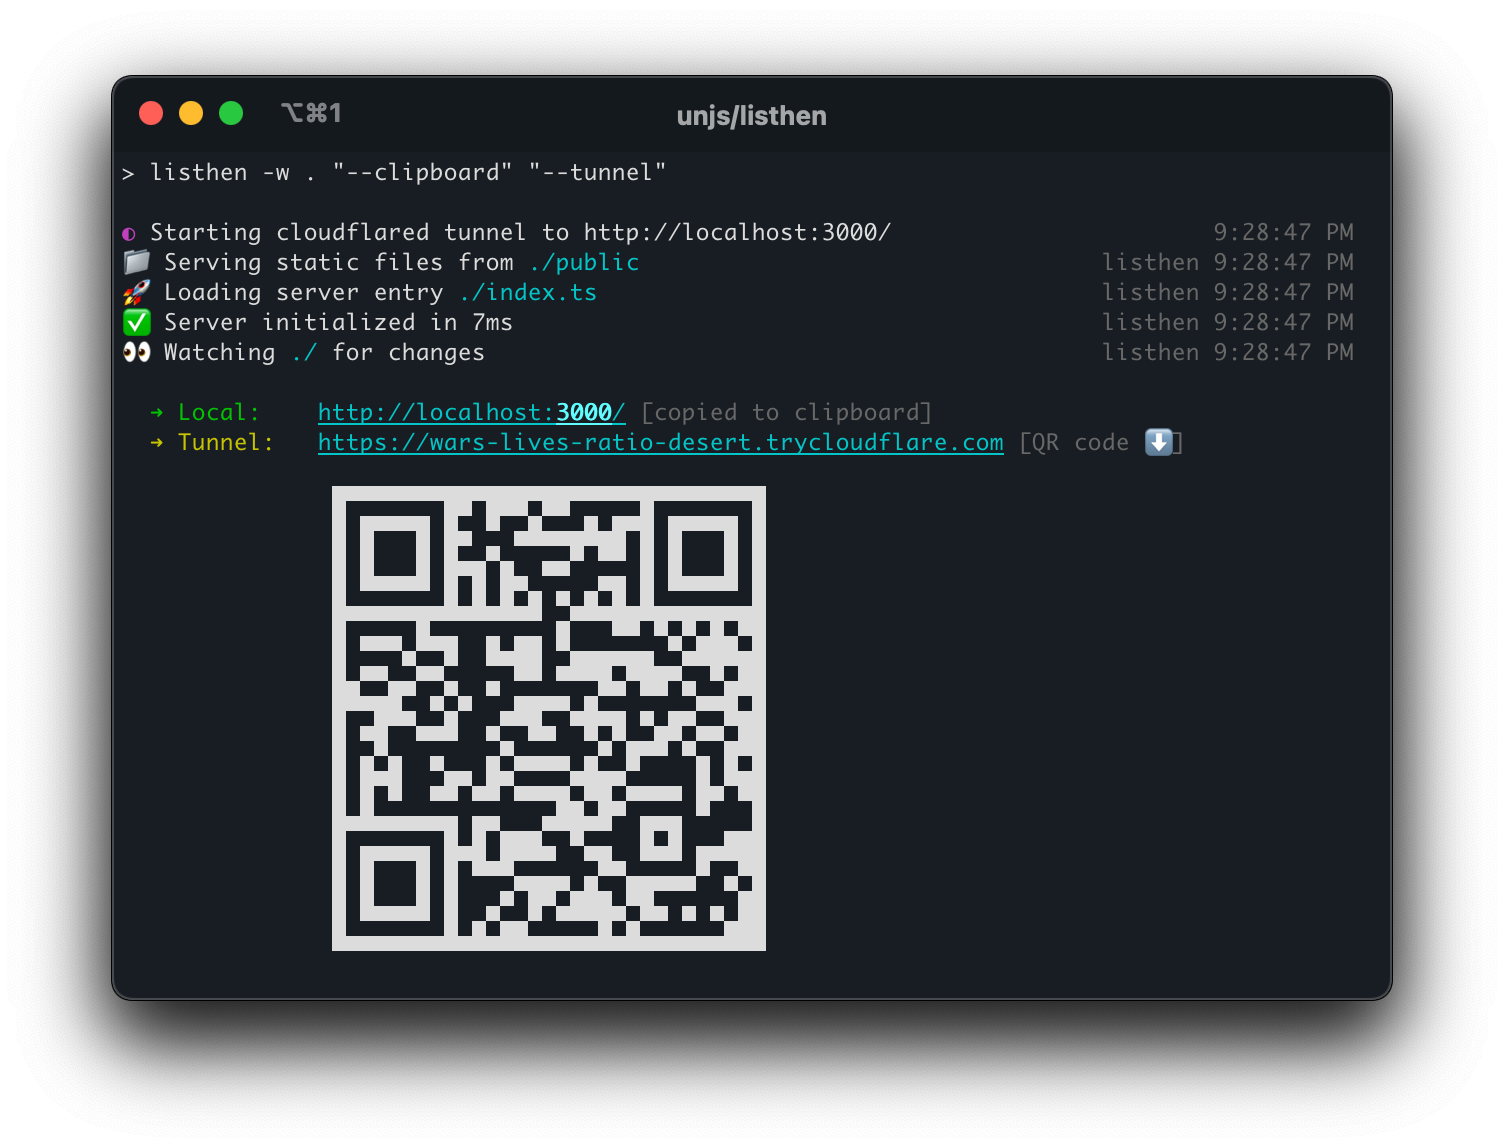 ⌥⌘1
unjs/listhen
> listhen -w . "--clipboard" "--tunnel"
◐ Starting cloudflared tunnel to http://localhost:3000/ 9:28:47 PM
📁 Serving static files from ./public listhen 9:28:47 PM
🚀 Loading server entry ./index.ts listhen 9:28:47 PM
✅ Server initialized in 7ms listhen 9:28:47 PM
👀 Watching ./ for changes listhen 9:28:47 PM
➜ Local: http://localhost:3000/ [copied to clipboard]
➜ Tunnel: https://wars-lives-ratio-desert.trycloudflare.com [QR code ⬇️]